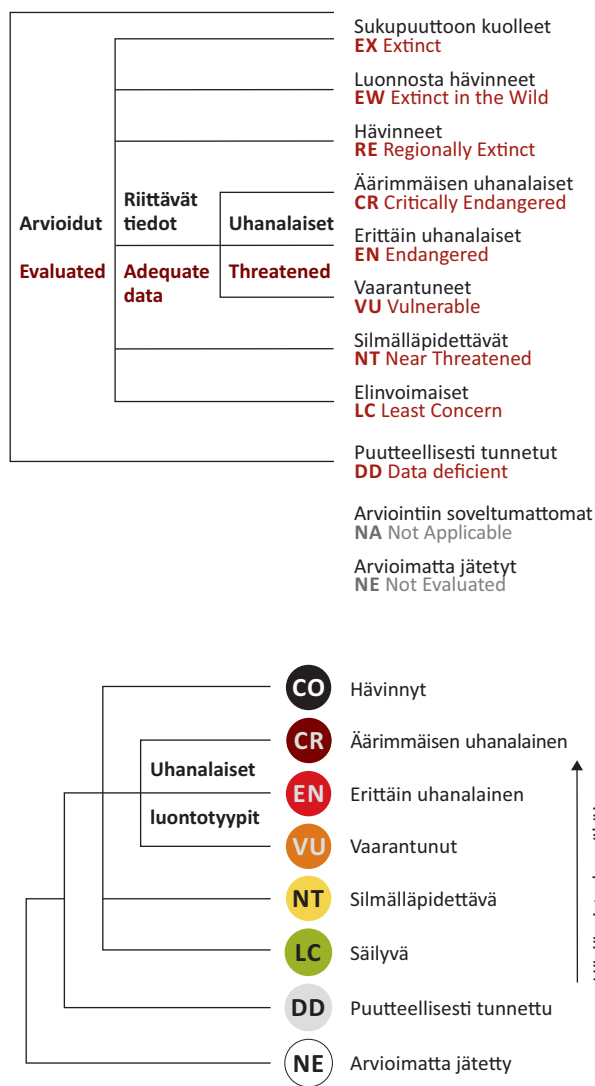 Sukupuuttoon kuolleet
EX Extinct
Luonnosta hävinneet
EW Extinct in the Wild
Hävinneet
RE Regionally Extinct
Äärimmäisen uhanalaiset
CR Critically Endangered
Erittäin uhanalaiset
EN Endangered
Vaarantuneet
VU Vulnerable
Silmälläpidettävät
NT Near Threatened
Elinvoimaiset
LC Least Concern
Puutteellisesti tunnetut
DD Data deficient
Arviointiin soveltumattomat
NA Not Applicable
Arvioimatta jätetyt
NE Not Evaluated
Arvioidut
Evaluated
Riittävät
tiedot
Adequate
data
Uhanalaiset
Threatened
CO Hävinnyt
CR Äärimmäisen uhanalainen
EN Erittäin uhanalainen
VU Vaarantunut
NT Silmälläpidettävä
LC Säilyvä
DD Puutteellisesti tunnettu
NE Arvioimatta jätetty
Uhanalaiset
luontotyypit